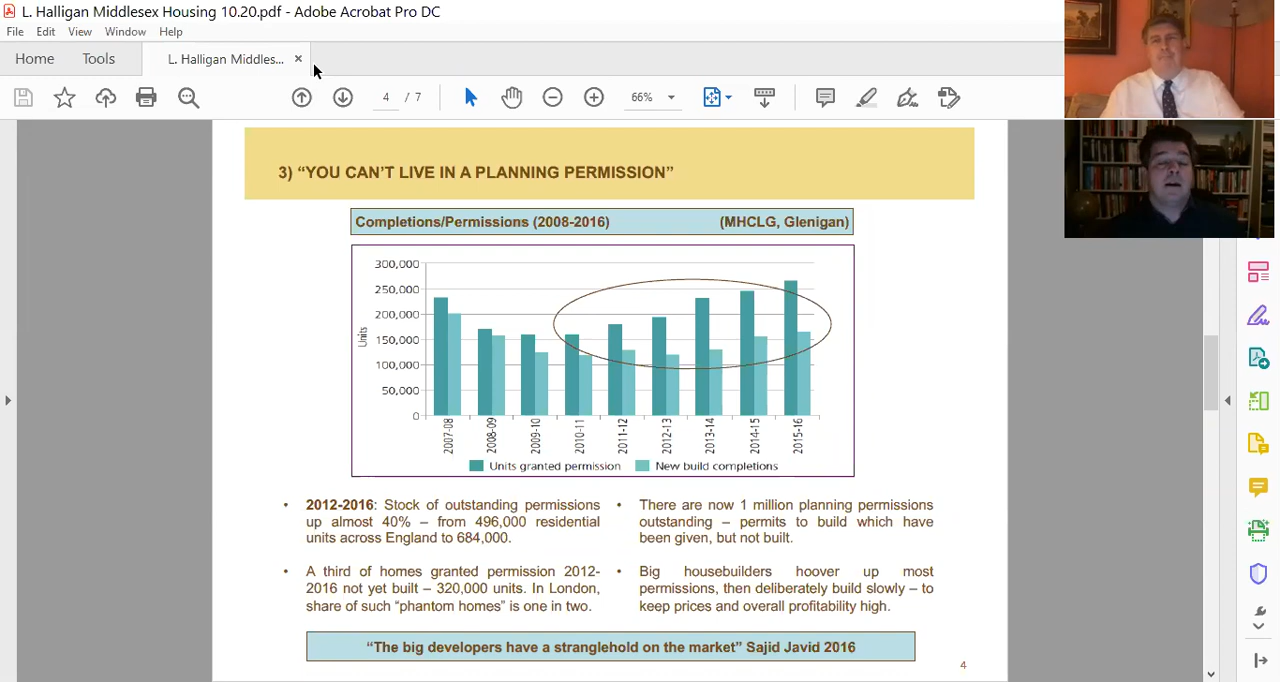 L. Halligan Middlesex Housing 10.20.pdf - Adobe Acrobat Pro DC
File Edit View Window Help
Home Tools L. Halligan Middles... ×
4 / 7 66%
3) “YOU CAN’T LIVE IN A PLANNING PERMISSION”
Completions/Permissions (2008-2016) (MHCLG, Glenigan)
300,000
250,000
200,000
150,000
100,000
50,000
0
Units
2007-08 2008-09 2009-10 2010-11 2011-12 2012-13 2013-14 2014-15 2015-16
Units granted permission New build completions
• 2012-2016: Stock of outstanding permissions
up almost 40% – from 496,000 residential
units across England to 684,000.
• A third of homes granted permission 2012-
2016 not yet built – 320,000 units. In London,
share of such “phantom homes” is one in two.
• There are now 1 million planning permissions
outstanding – permits to build which have
been given, but not built.
• Big housebuilders hoover up most
permissions, then deliberately build slowly – to
keep prices and overall profitability high.
“The big developers have a stranglehold on the market” Sajid Javid 2016
4